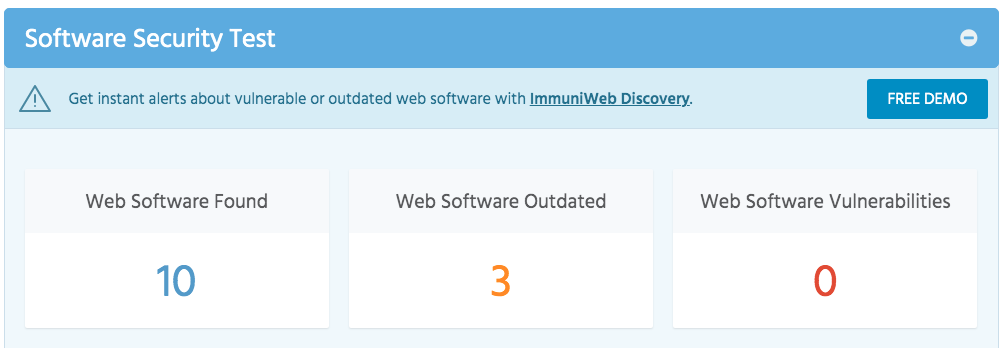 Software Security Test
Get instant alerts about vulnerable or outdated web software with ImmuniWeb Discovery.
FREE DEMO
Web Software Found
10
Web Software Outdated
3
Web Software Vulnerabilities
0